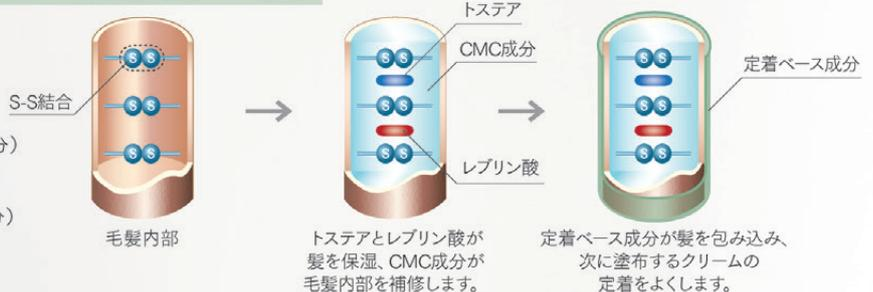 トステア
CMC成分
定着ベース成分
S-S結合
S S
S S
S S
S S
S S
S S
S S
S S
S S
分）
レブリン酸
毛髪内部
トステアとレブリン酸が
髪を保湿、CMC成分が
毛髪内部を補修します。
定着ベース成分が髪を包み込み、
次に塗布するクリームの
定着をよくします。